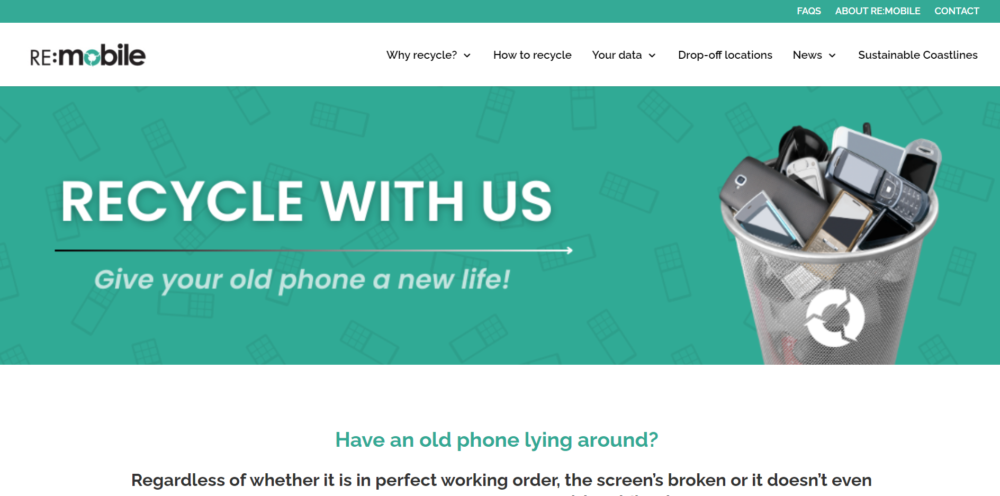 FAQS ABOUT RE:MOBILE CONTACT
RE:mobile
Why recycle? How to recycle Your data Drop-off locations News Sustainable Coastlines
RECYCLE WITH US
Give your old phone a new life!
Have an old phone lying around?
Regardless of whether it is in perfect working order, the screen’s broken or it doesn’t even